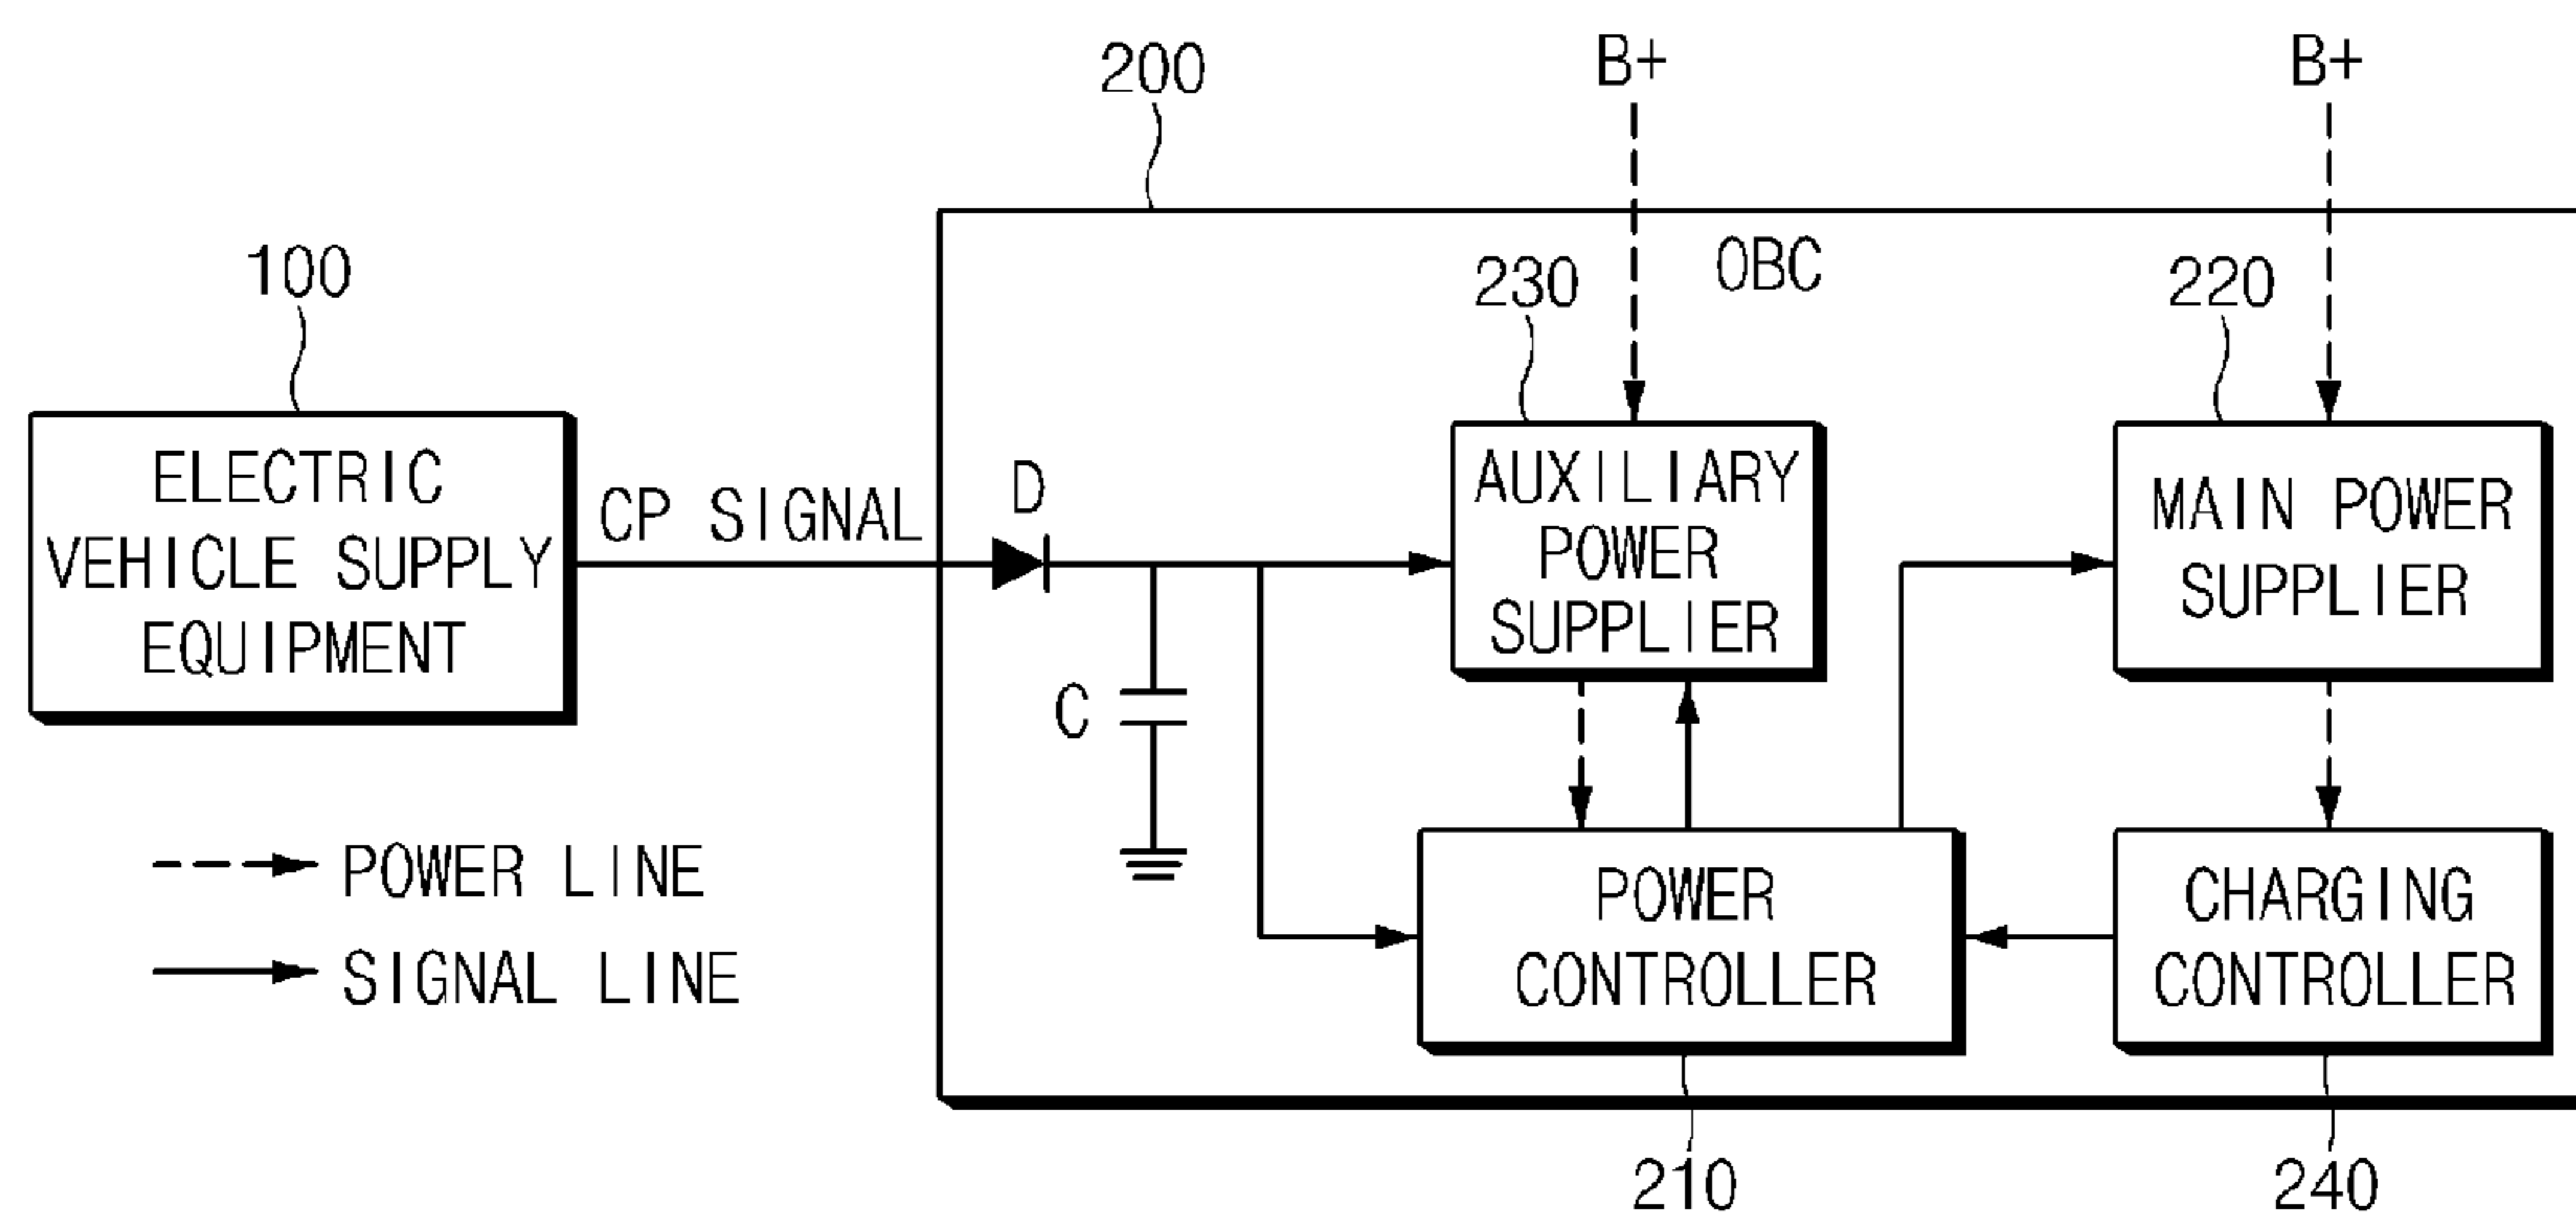 200
B+
B+
100
230
OBC
220
ELECTRIC
VEHICLE SUPPLY
EQUIPMENT
CP SIGNAL
D
AUXILIARY
POWER
SUPPLIER
MAIN POWER
SUPPLIER
C
POWER LINE
SIGNAL LINE
POWER
CONTROLLER
CHARGING
CONTROLLER
210
240